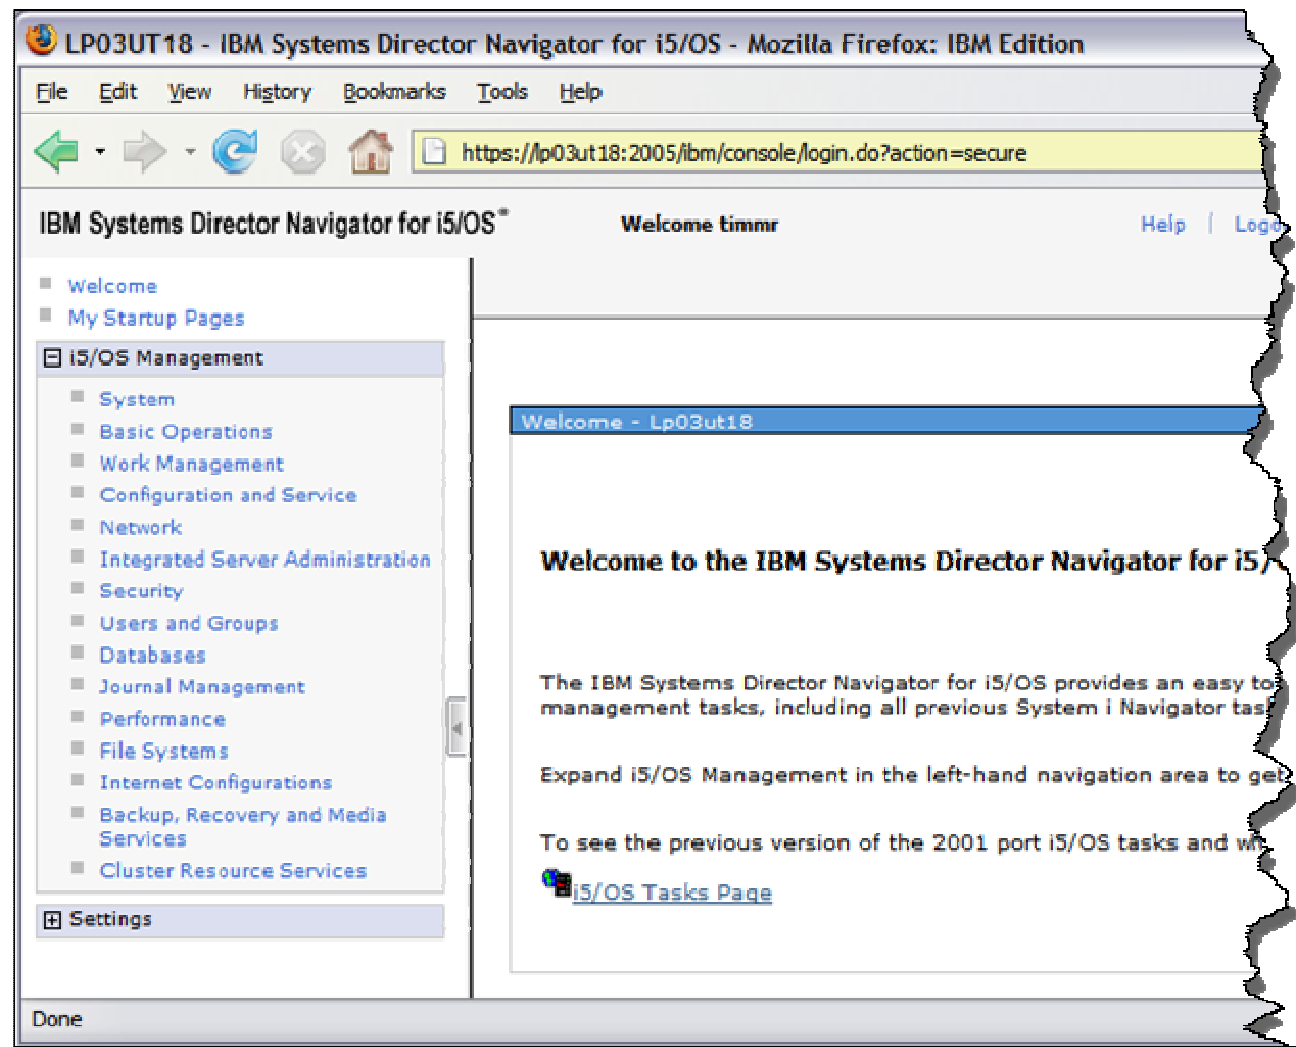 LP03UT18 - IBM Systems Director Navigator for i5/OS - Mozilla Firefox: IBM Edition
File Edit View History Bookmarks Tools Help
https://lp03ut18:2005/ibm/console/login.do?action=secure
IBM Systems Director Navigator for i5/OS® Welcome timmr Help | Logo
Welcome
My Startup Pages
i5/OS Management
System
Basic Operations
Work Management
Configuration and Service
Network
Integrated Server Administration
Security
Users and Groups
Databases
Journal Management
Performance
File Systems
Internet Configurations
Backup, Recovery and Media
Services
Cluster Resource Services
Settings
Welcome - Lp03ut18
Welcome to the IBM Systems Director Navigator for i5/
The IBM Systems Director Navigator for i5/OS provides an easy to
management tasks, including all previous System i Navigator tas
Expand i5/OS Management in the left-hand navigation area to get
To see the previous version of the 2001 port i5/OS tasks and
i5/OS Tasks Page
Done